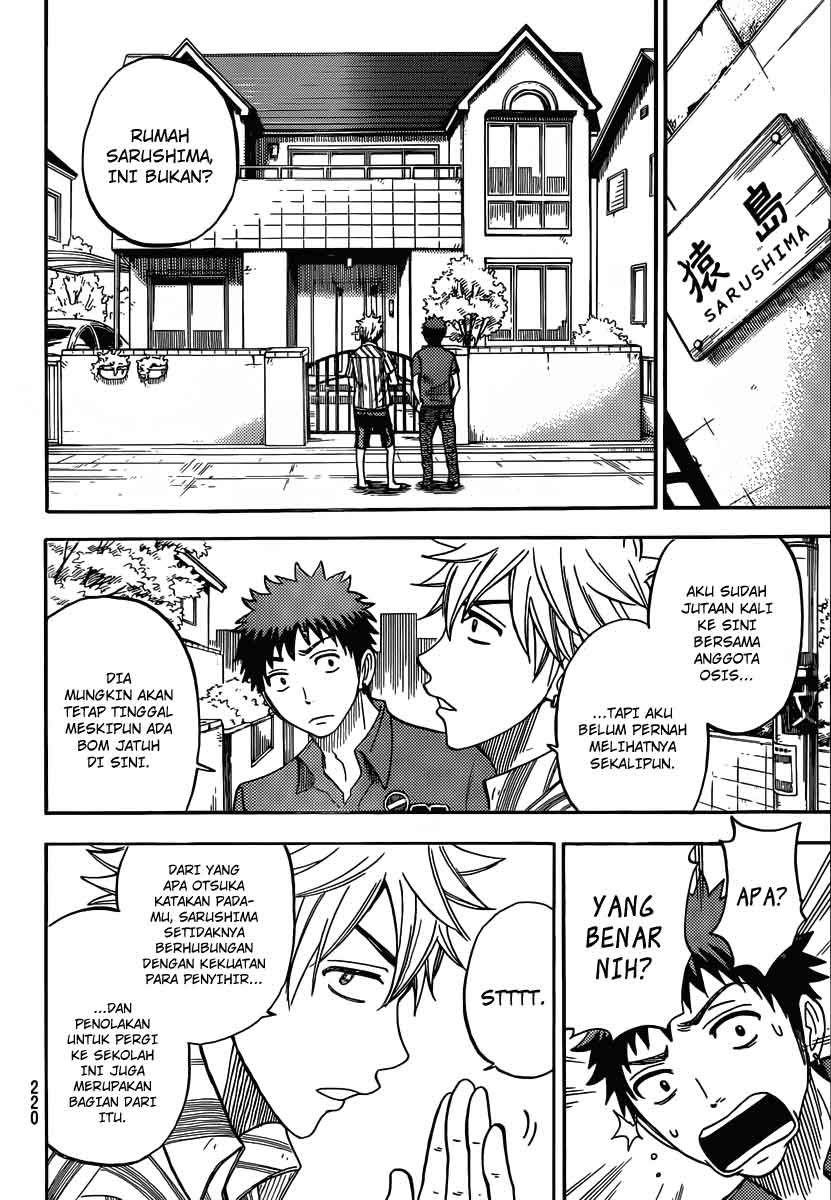 猿島
SARUSHIMA
RUMAH
SARUSHIMA,
INI BUKAN?
AKU SUDAH
JUTAAN KALI
KE SINI
BERSAMA
ANGGOTA
OSIS,
...TAPI AKU
BELUM PERNAH
MELIHATNYA
SEKALIPUN.
DIA
MUNGKIN AKAN
TETAP TINGGAL
MESKIPUN ADA
BOM JATUH
DI SINI.
文
APA?
YANG
BENAR
NIH?
STTTT.
DARI YANG
APA OTSUKA
KATAKAN PADA-
MU, SARUSHIMA
SETIDAKNYA
BERHUBUNGAN
DENGAN KEKUATAN
PARA PENYIHIR...
...DAN
PENOLAKAN
UNTUK PERGI
KE SEKOLAH
INI JUGA
MERUPAKAN
BAGIAN DARI
ITU.
220